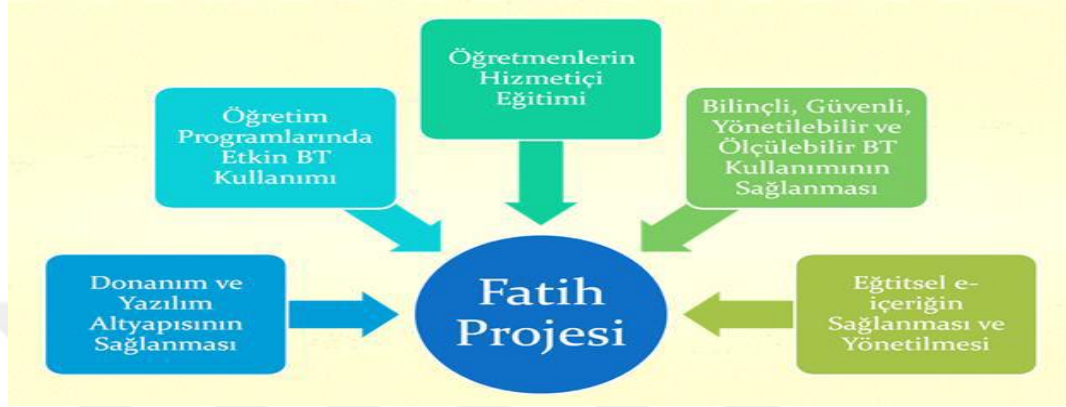 Öğretmenlerin
Hizmetiçi
Eğitimi
Öğretim
Programlarında
Etkin BT
Kullanımı
Bilinçli, Güvenli,
Yönetilebilir ve
Ölçülebilir BT
Kullanımının
Sağlanması
Donanım ve
Yazılım
Altyapısının
Sağlanması
Fatih
Projesi
Eğtitsel e-
içeriğin
Sağlanması ve
Yönetilmesi